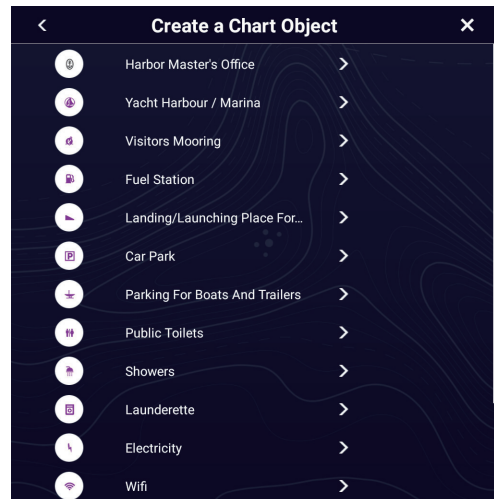 Create a Chart Object
Harbor Master's Office
Yacht Harbour / Marina
Visitors Mooring
Fuel Station
Landing/Launching Place For...
Car Park
P
Parking For Boats And Trailers
Public Toilets
Showers
Launderette
Electricity
Wifi